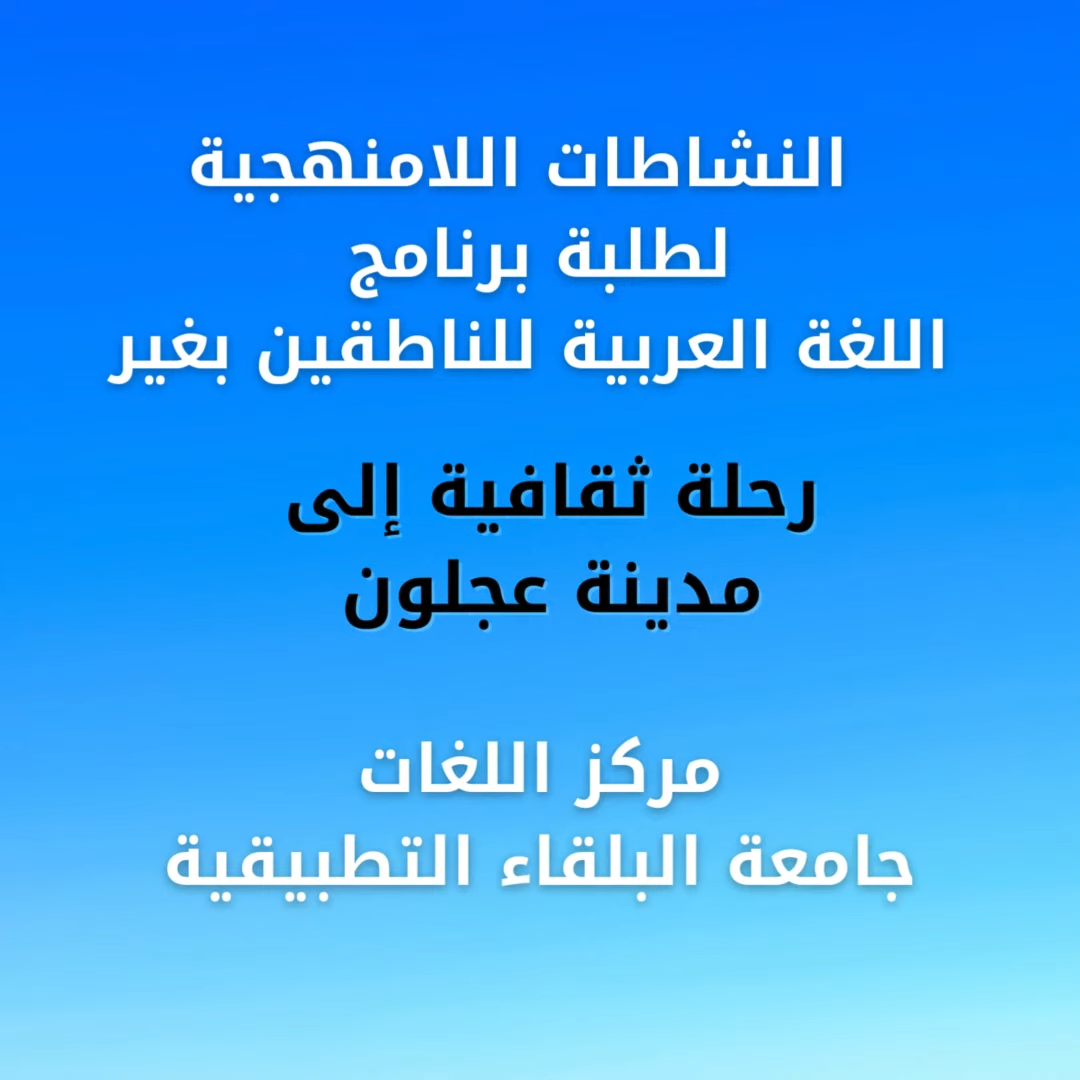 النشاطات اللامنهجية
لطلبة برنامج
اللغة العربية للناطقين بغير
رحلة ثقافية إلى
مدينة عجلون
مركز اللغات
جامعة البلقاء التطبيقية